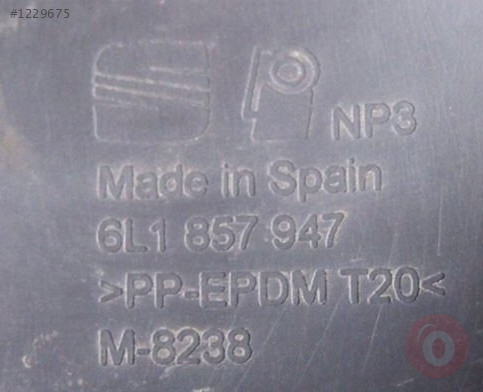 #1229675
NP3
Made in Spain
6L1 857 947
>PP-EPDM T20<
M-8238